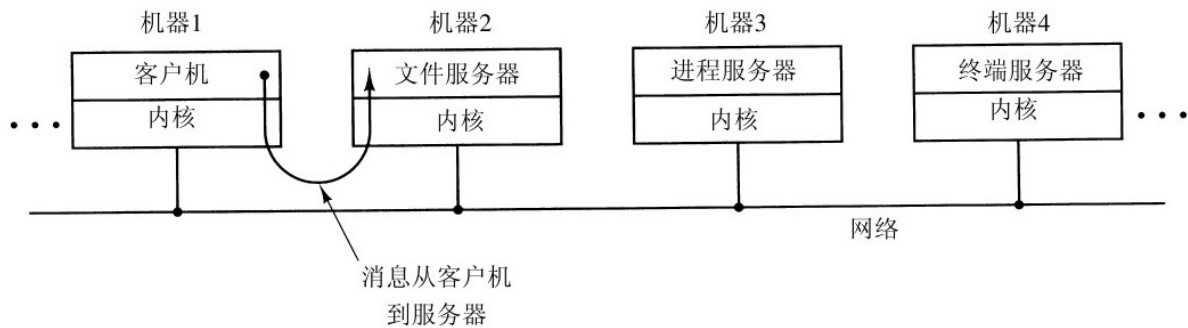 机器1
机器2
机器3
机器4
客户机
文件服务器
进程服务器
终端服务器
内核
内核
内核
内核
网络
消息从客户机
到服务器